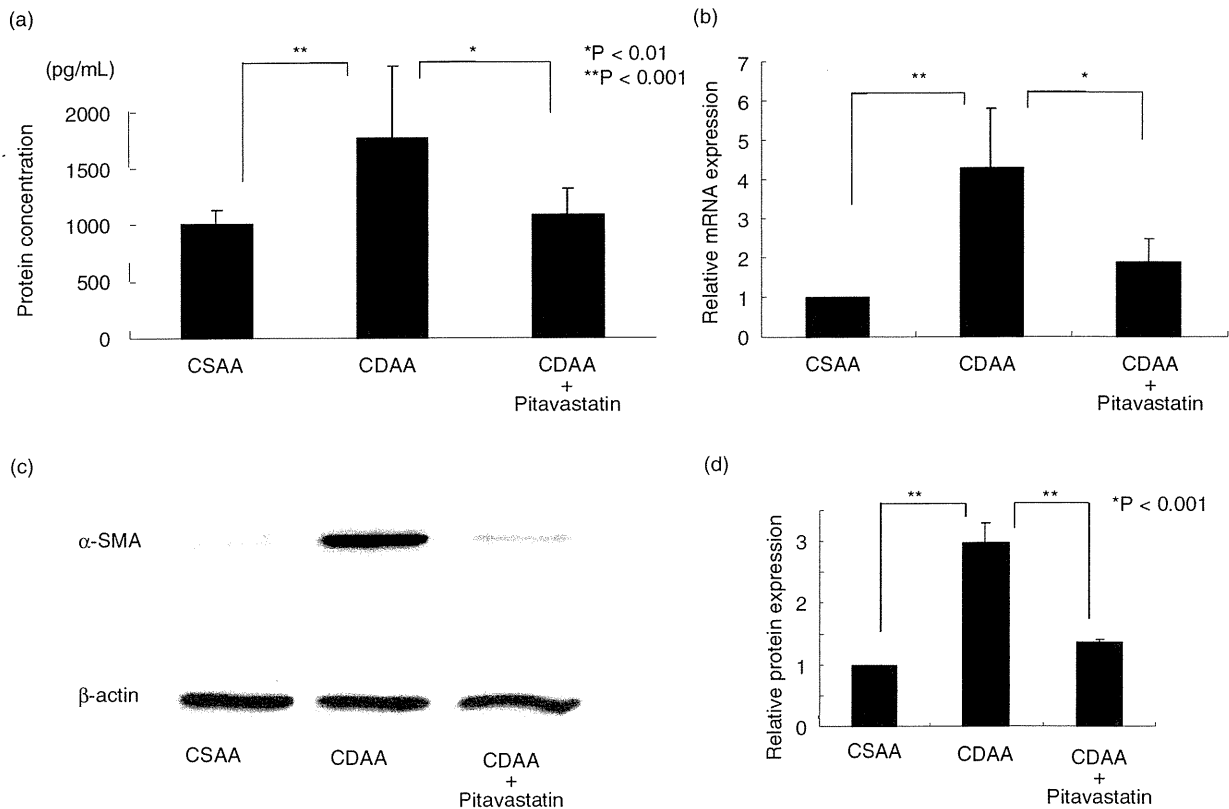 (a)
(pg/mL)
Protein concentration
2000
1500
1000
500
0
**
*
*P < 0.01
**P < 0.001
CSAA
CDAA
CDAA
+
Pitavastatin
(b)
Relative mRNA expression
7
6
5
4
3
2
1
0
**
*
CSAA
CDAA
CDAA
+
Pitavastatin
(c)
α-SMA
β-actin
CSAA
CDAA
CDAA
+
Pitavastatin
(d)
Relative protein expression
3
2
1
0
**
**
*P < 0.001
CSAA
CDAA
CDAA
+
Pitavastatin